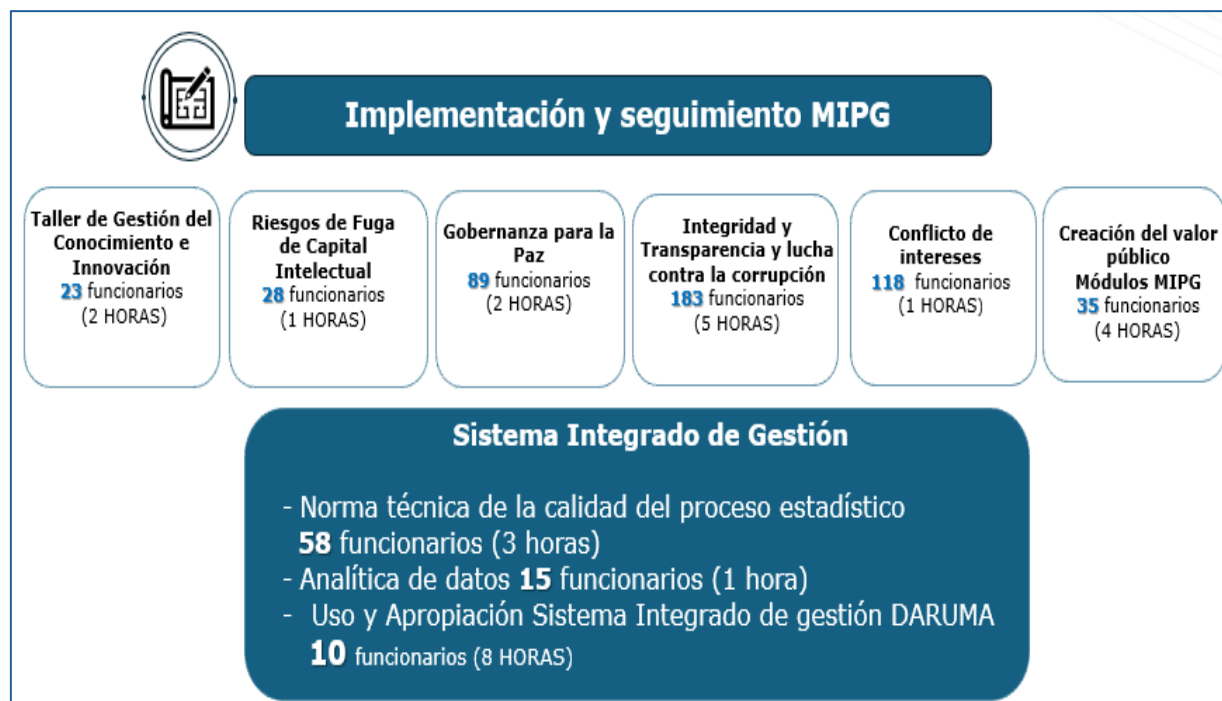 Implementación y seguimiento MIPG
Taller de Gestión del
Conocimiento e
Innovación
23 funcionarios
(2 HORAS)
Riesgos de Fuga
de Capital
Intelectual
28 funcionarios
(1 HORAS)
Gobernanza para la
Paz
89 funcionarios
(2 HORAS)
Integridad y
Transparencia y lucha
contra la corrupción
183 funcionarios
(5 HORAS)
Conflicto de
intereses
118 funcionarios
(1 HORAS)
Creación del valor
público
Módulos MIPG
35 funcionarios
(4 HORAS)
Sistema Integrado de Gestión
- Norma técnica de la calidad del proceso estadístico
58 funcionarios (3 horas)
- Analítica de datos 15 funcionarios (1 hora)
- Uso y Apropiación Sistema Integrado de gestión DARUMA
10 funcionarios (8 HORAS)